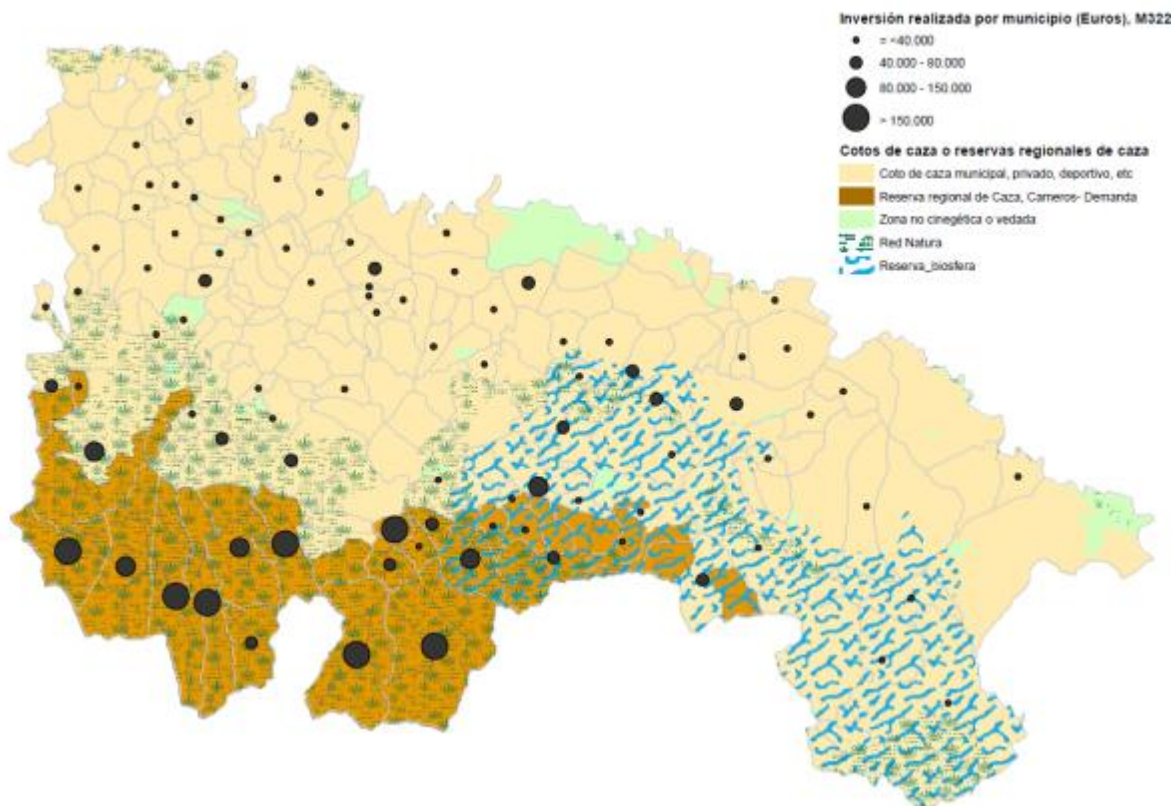 Inversión realizada por municipio (Euros), M322
= <40.000
40.000 - 80.000
80.000 - 150.000
> 150.000
Cotos de caza o reservas regionales de caza
Coto de caza municipal, privado, deportivo, etc
Reserva regional de Caza, Cameros- Demanda
Zona no cinegética o vedada
Red Natura
Reserva_biosfera